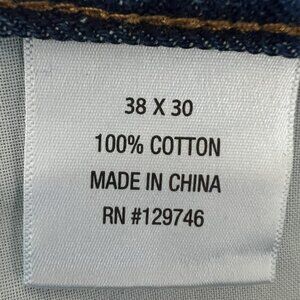 38 X 30
100% COTTON
MADE IN CHINA
RN #129746